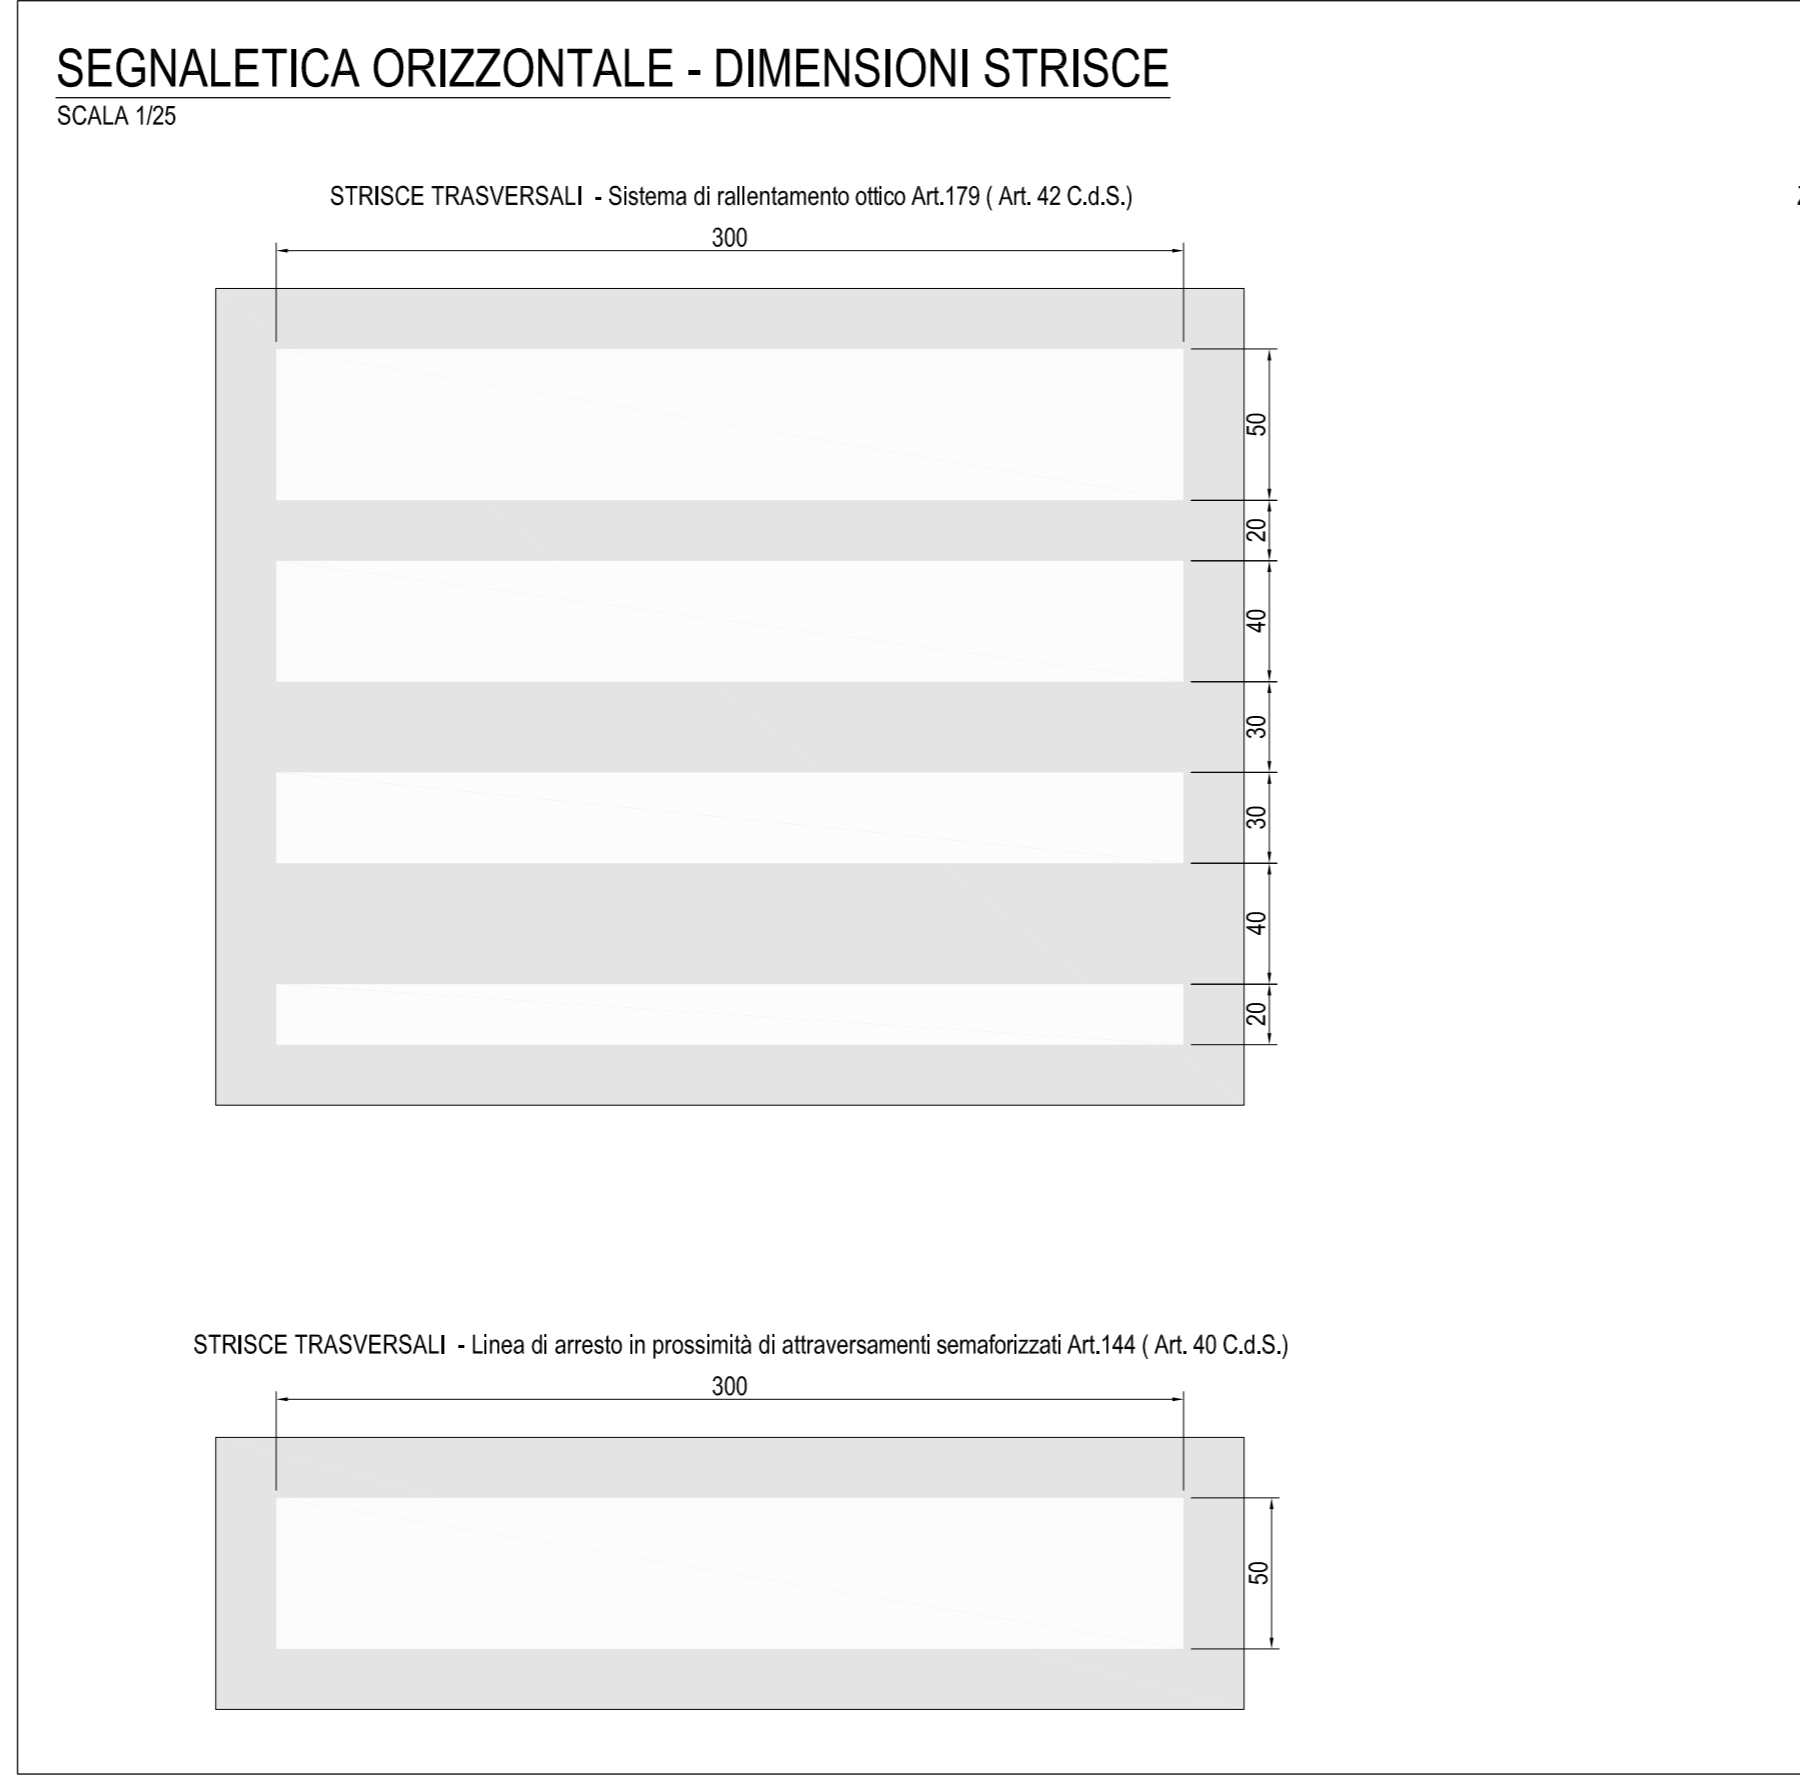 SEGNALETICA ORIZZONTALE - DIMENSIONI STRISCE
SCALA 1/25
STRISCE TRASVERSALI - Sistema di rallentamento ottico Art.179 ( Art. 42 C.d.S.)
300
50
20
40
30
30
40
20
STRISCE TRASVERSALI - Linea di arresto in prossimità di attraversamenti semaforizzati Art.144 ( Art. 40 C.d.S.)
300
50